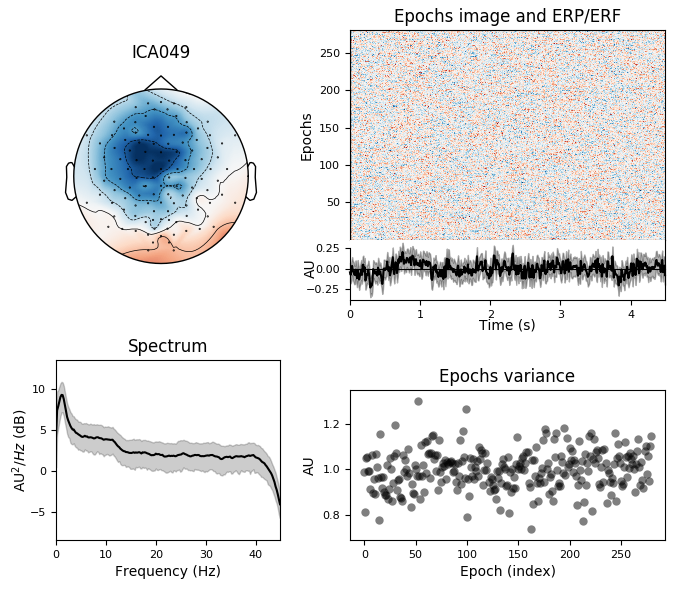 ICA049
Epochs image and ERP/ERF
Epochs
250
200
150
100
50
AU
0.25
0.00
−0.25
0 1 2 3 4
Time (s)
Spectrum
AU²/Hz (dB)
10
5
0
−5
0 10 20 30 40
Frequency (Hz)
Epochs variance
AU
1.2
1.0
0.8
0 50 100 150 200 250
Epoch (index)